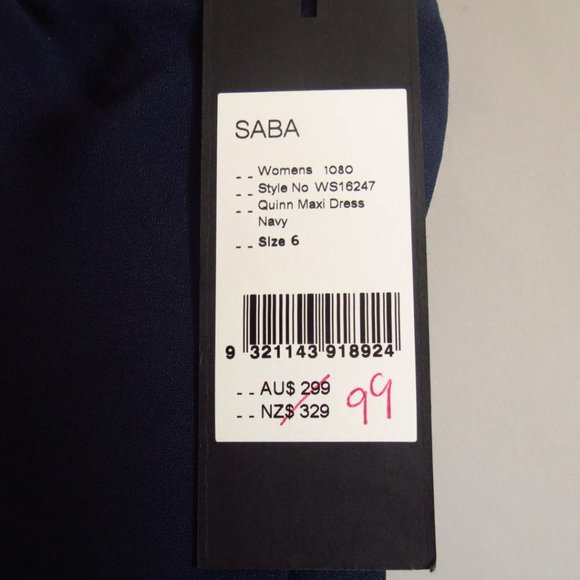 SABA
_ _ Womens 1080
_ _ Style No WS16247
_ _ Quinn Maxi Dress
Navy
_ _ Size 6
9 321143 918924
_ _ AU$ 299
_ _ NZ$ 329 99